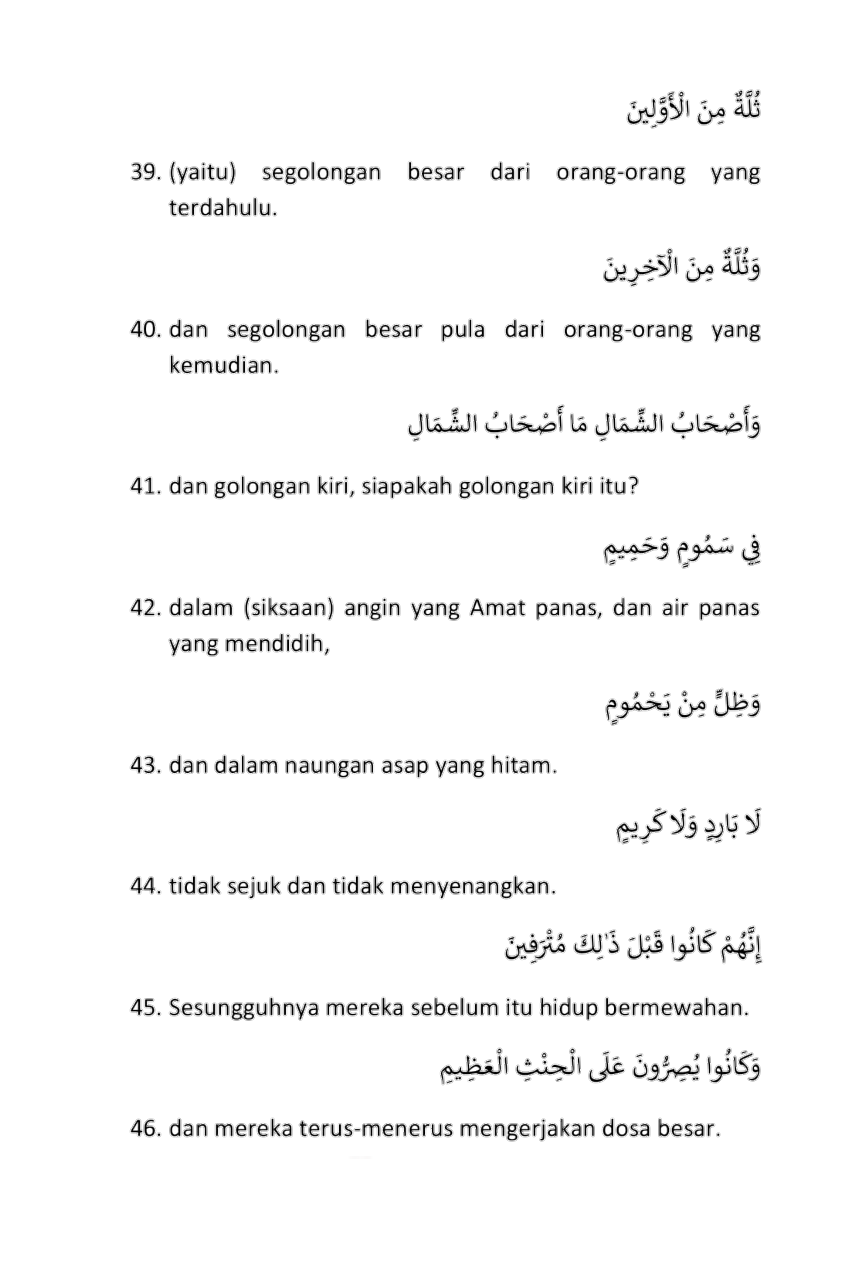 ثُلَّةٌ مِنَ الْأَوَّلِينَ
39. (yaitu) segolongan besar dari orang-orang yang
terdahulu.
وَثُلَّةٌ مِنَ الْآخِرِينَ
40. dan segolongan besar pula dari orang-orang yang
kemudian.
وَأَصْحَابُ الشِّمَالِ مَا أَصْحَابُ الشِّمَالِ
41. dan golongan kiri, siapakah golongan kiri itu?
فِي سَمُومٍ وَحَمِيمٍ
42. dalam (siksaan) angin yang Amat panas, dan air panas
yang mendidih,
وَظِلٍّ مِنْ يَحْمُومٍ
43. dan dalam naungan asap yang hitam.
لَا بَارِدٍ وَلَا كَرِيمٍ
44. tidak sejuk dan tidak menyenangkan.
إِنَّهُمْ كَانُوا قَبْلَ ذَٰلِكَ مُتْرَفِينَ
45. Sesungguhnya mereka sebelum itu hidup bermewahan.
وَكَانُوا يُصِرُّونَ عَلَى الْحِنْثِ الْعَظِيمِ
46. dan mereka terus-menerus mengerjakan dosa besar.